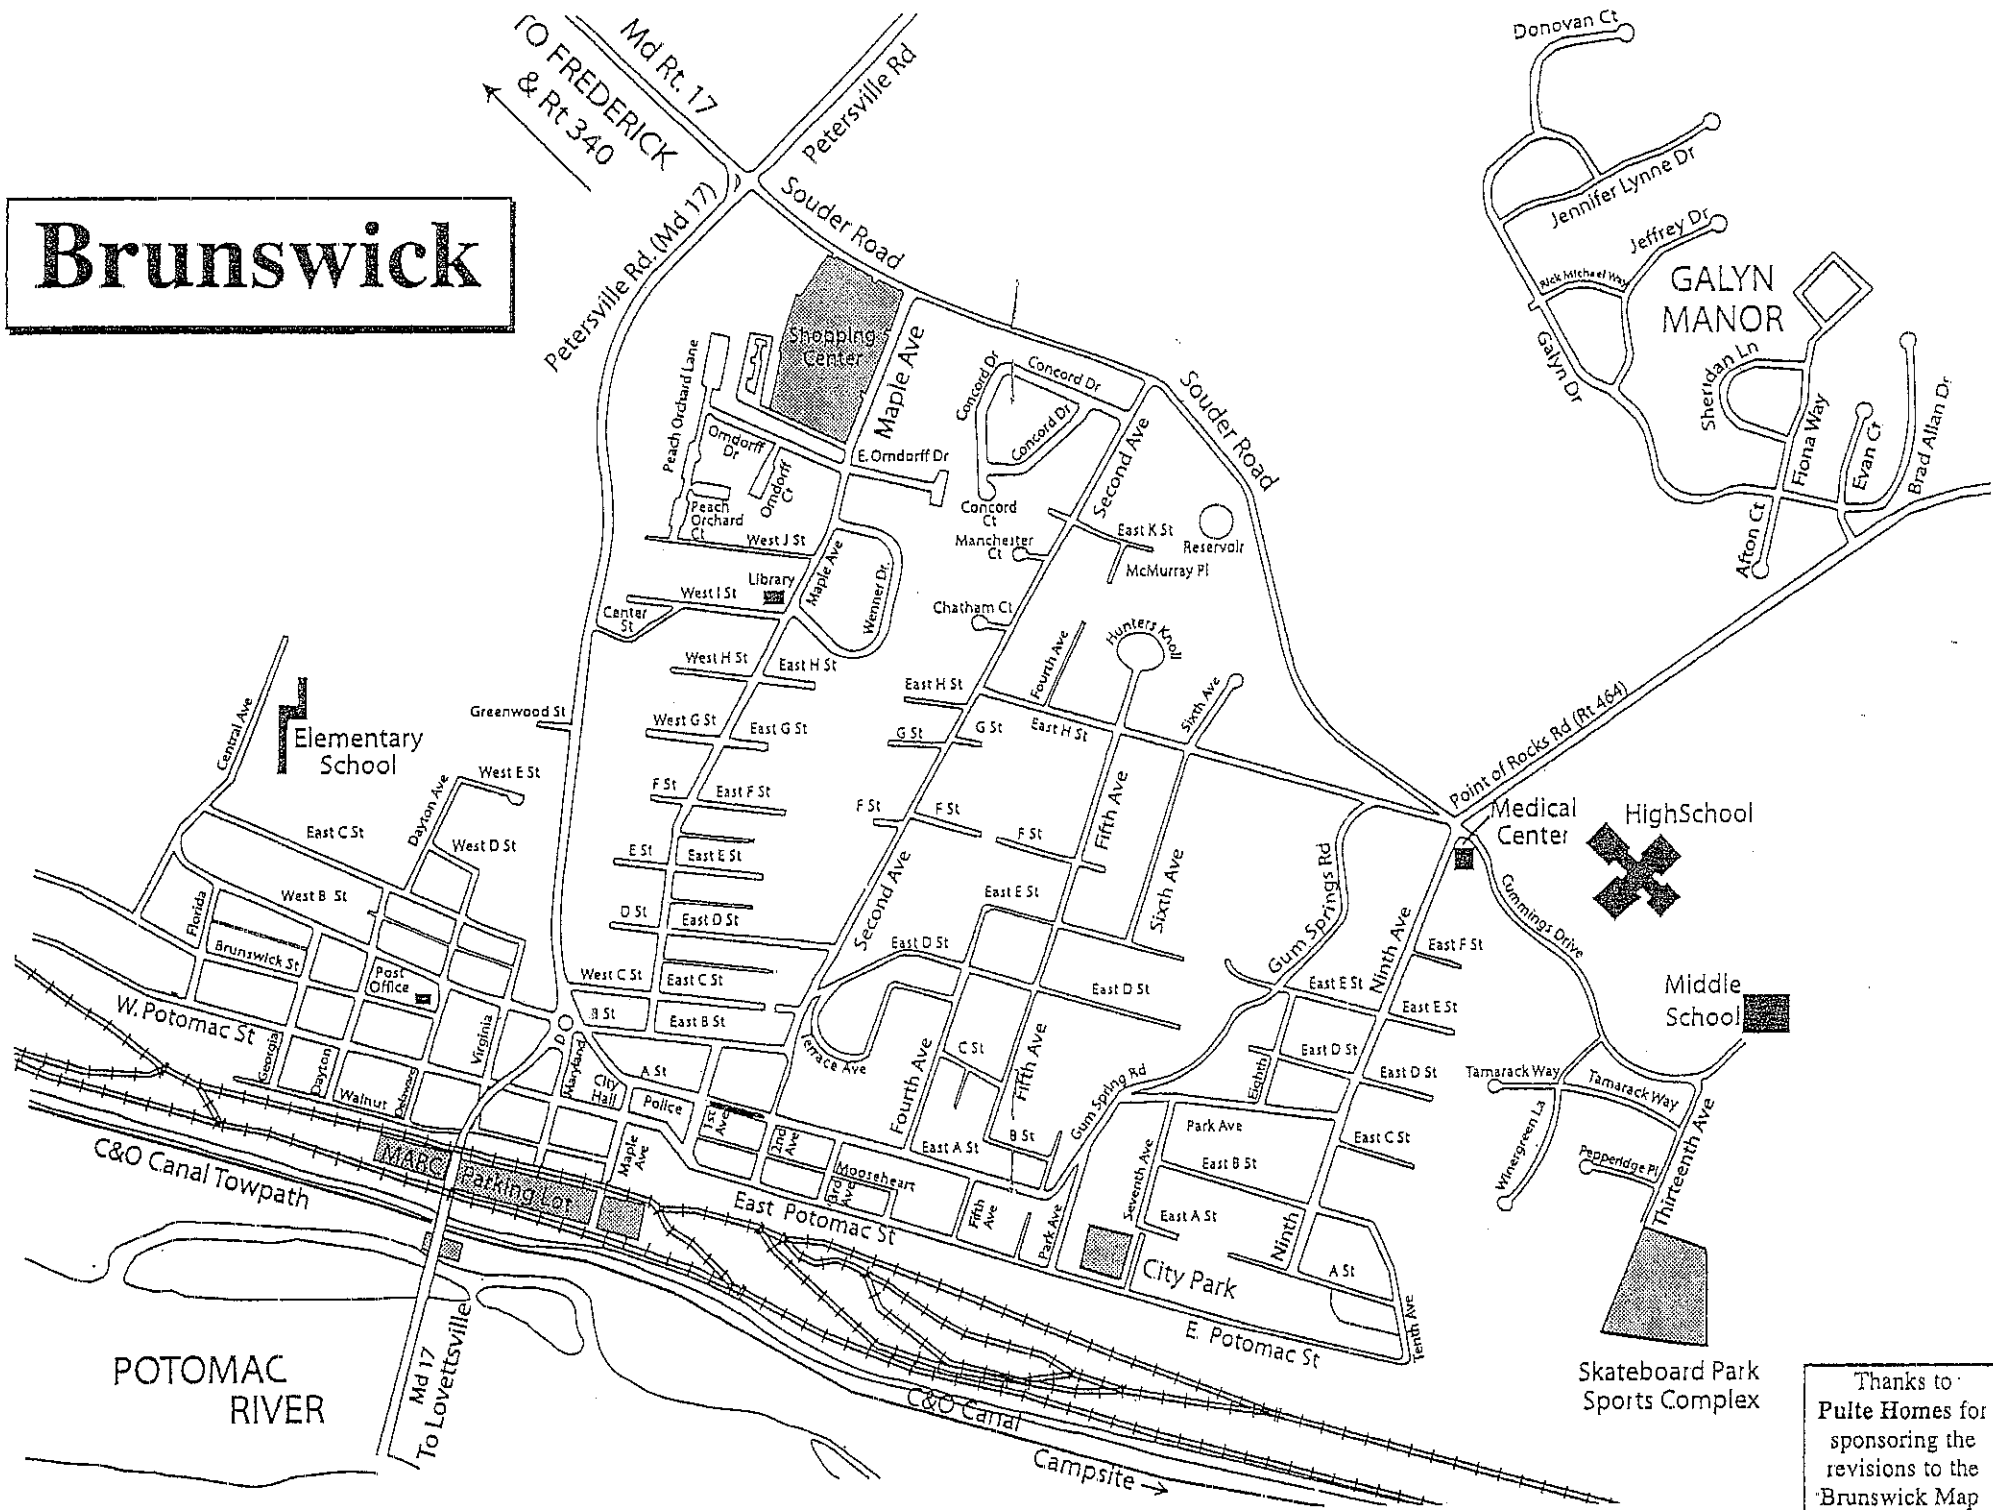 Brunswick
TO FREDERICK
& Rt 340
Md Rt. 17
Petersville Rd
Petersville Rd. (Md 17)
Souder Road
Shopping
Center
Maple Ave
Peach Orchard Lane
Orndorff
Dr
Orndorff
Ct
E. Orndorff Dr
Peach
Orchard
Ct
West J St
Concord Dr
Concord Dr
Concord Dr
Concord
Ct
Souder Road
Second Ave
Manchester
Ct
East K St
McMurray Pl
Reservoir
Donovan Ct
Jennifer Lynne Dr
Jeffrey Dr
Rick Michael Way
GALYN
MANOR
Galyn Dr
Sheridan Ln
Fiona Way
Evan Ct
Brad Allan Dr
Afton Ct
Library
Maple Ave
Wenner Dr.
West I St
Center
St
Chatham Ct
Fourth Ave
Hunters Knoll
Sixth Ave
West H St
East H St
East H St
East H St
Greenwood St
West G St
East G St
G St
G St
Central Ave
Elementary
School
West E St
Dayton Ave
West D St
East C St
West B St
Florida
Brunswick St
Post
Office
F St
East F St
F St
F St
F St
Fifth Ave
E St
East E St
East E St
Second Ave
Sixth Ave
D St
East D St
East D St
East D St
West C St
East C St
B St
East B St
Terrace Ave
Fourth Ave
C St
Fifth Ave
Point of Rocks Rd (Rt 464)
Medical
Center
HighSchool
Gum Springs Rd
Ninth Ave
Cummings Drive
East F St
East E St
East E St
Middle
School
East D St
East D St
Eighth
Gum Spring Rd
Tamarack Way
Tamarack Way
Winergreen La
Pepperidge Pl
Thirteenth Ave
W. Potomac St
Georgia
Dayton
Walnut
Delaware
Virginia
Maryland
City
Hall
A St
Police
1st
Ave
2nd
Ave
3rd
Ave
Mooseheart
Maple
Ave
East A St
B St
Fifth
Ave
Park Ave
Park Ave
Seventh Ave
East B St
East C St
East A St
Ninth
A St
Tenth Ave
City Park
MARC
Parking Lot
East Potomac St
E. Potomac St
C&O Canal Towpath
C&O Canal
Campsite
POTOMAC
RIVER
Md 17
To Lovettsville
Skateboard Park
Sports Complex
Thanks to
Pulte Homes for
sponsoring the
revisions to the
Brunswick Map